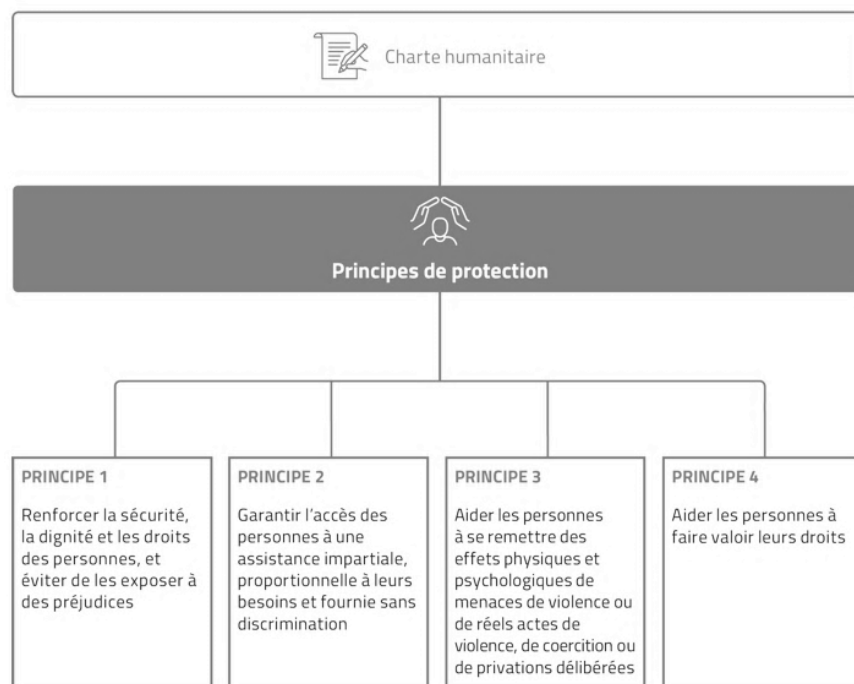 Charte humanitaire
Principes de protection
PRINCIPE 1
Renforcer la sécurité,
la dignité et les droits
des personnes, et
éviter de les exposer à
des préjudices
PRINCIPE 2
Garantir l’accès des
personnes à une
assistance impartiale,
proportionnelle à leurs
besoins et fournie sans
discrimination
PRINCIPE 3
Aider les personnes
à se remettre des
effets physiques et
psychologiques de
menaces de violence ou
de réels actes de
violence, de coercition ou
de privations délibérées
PRINCIPE 4
Aider les personnes à
faire valoir leurs droits